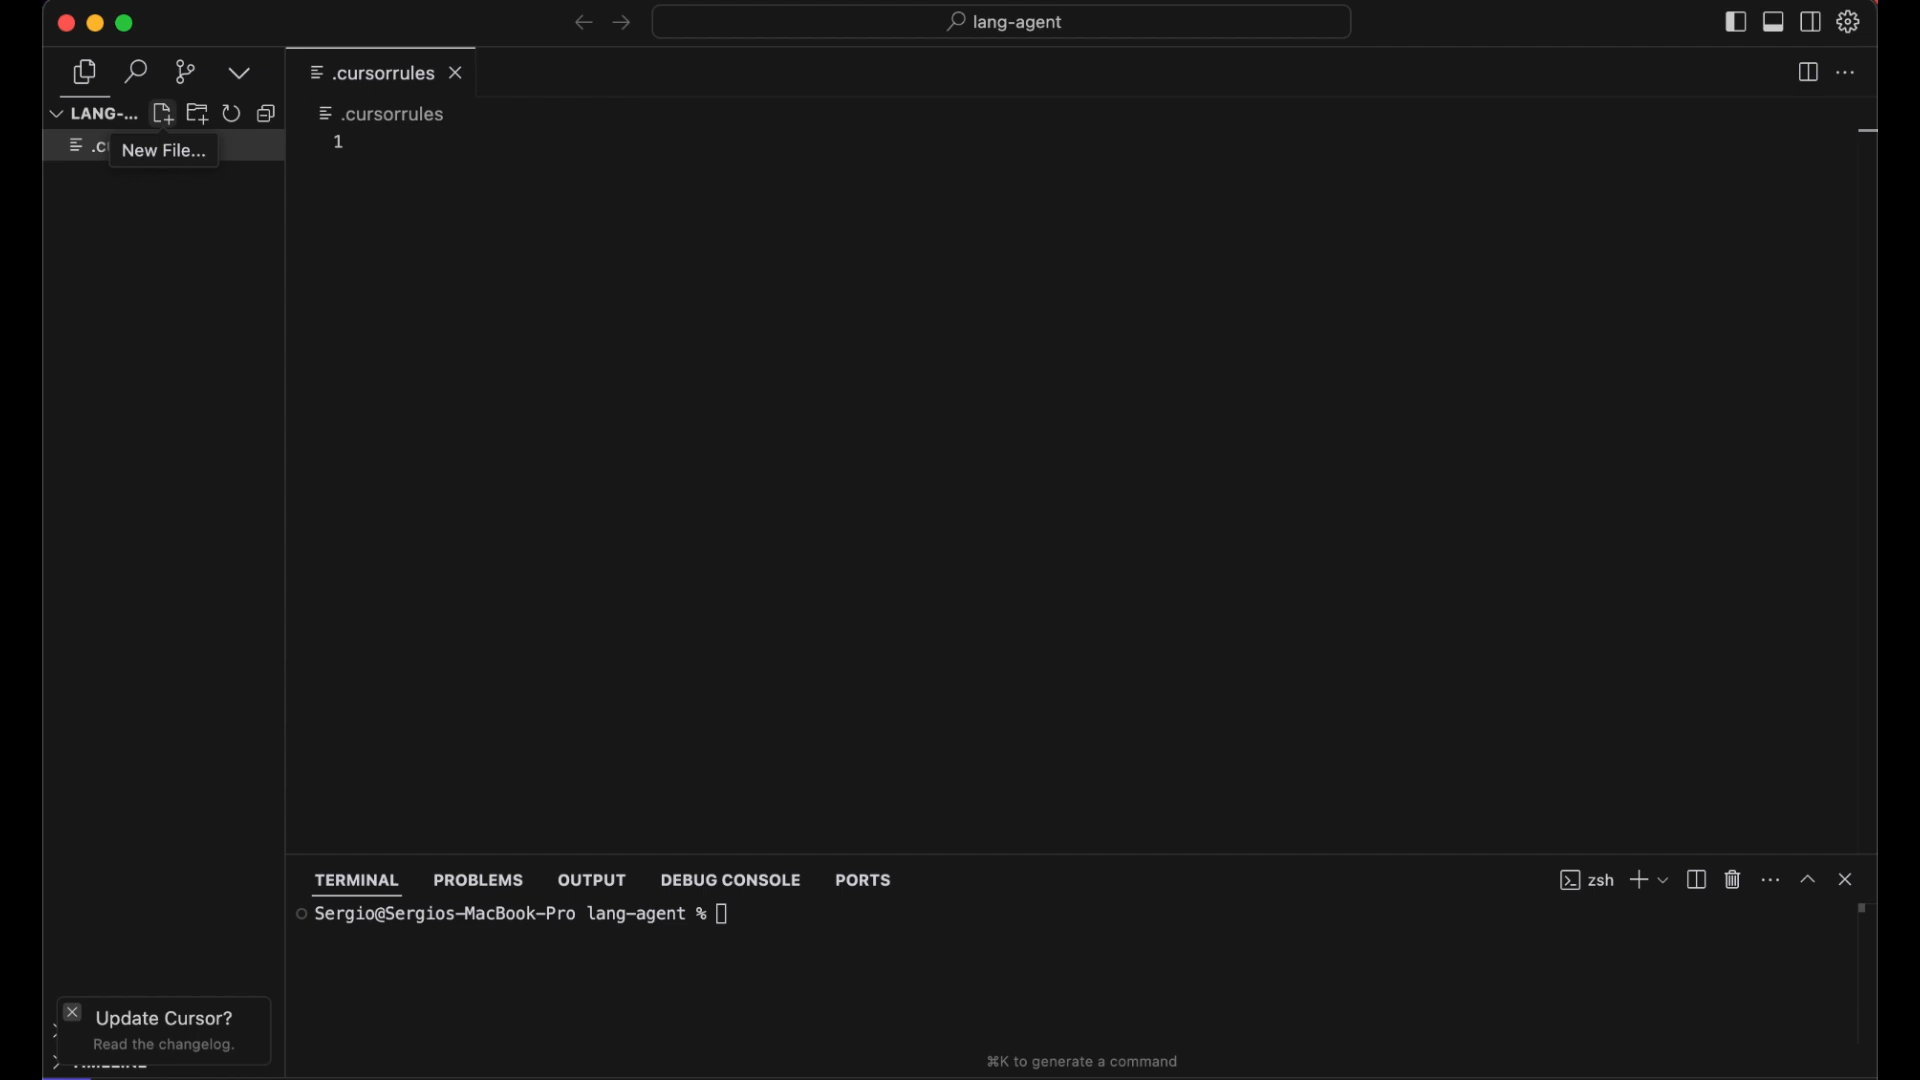 lang-agent
.cursorrules
LANG-...
.cursorrules
New File...
1
TERMINAL
PROBLEMS
OUTPUT
DEBUG CONSOLE
PORTS
zsh
Sergio@Sergios-MacBook-Pro lang-agent %
Update Cursor?
Read the changelog.
⌘K to generate a command